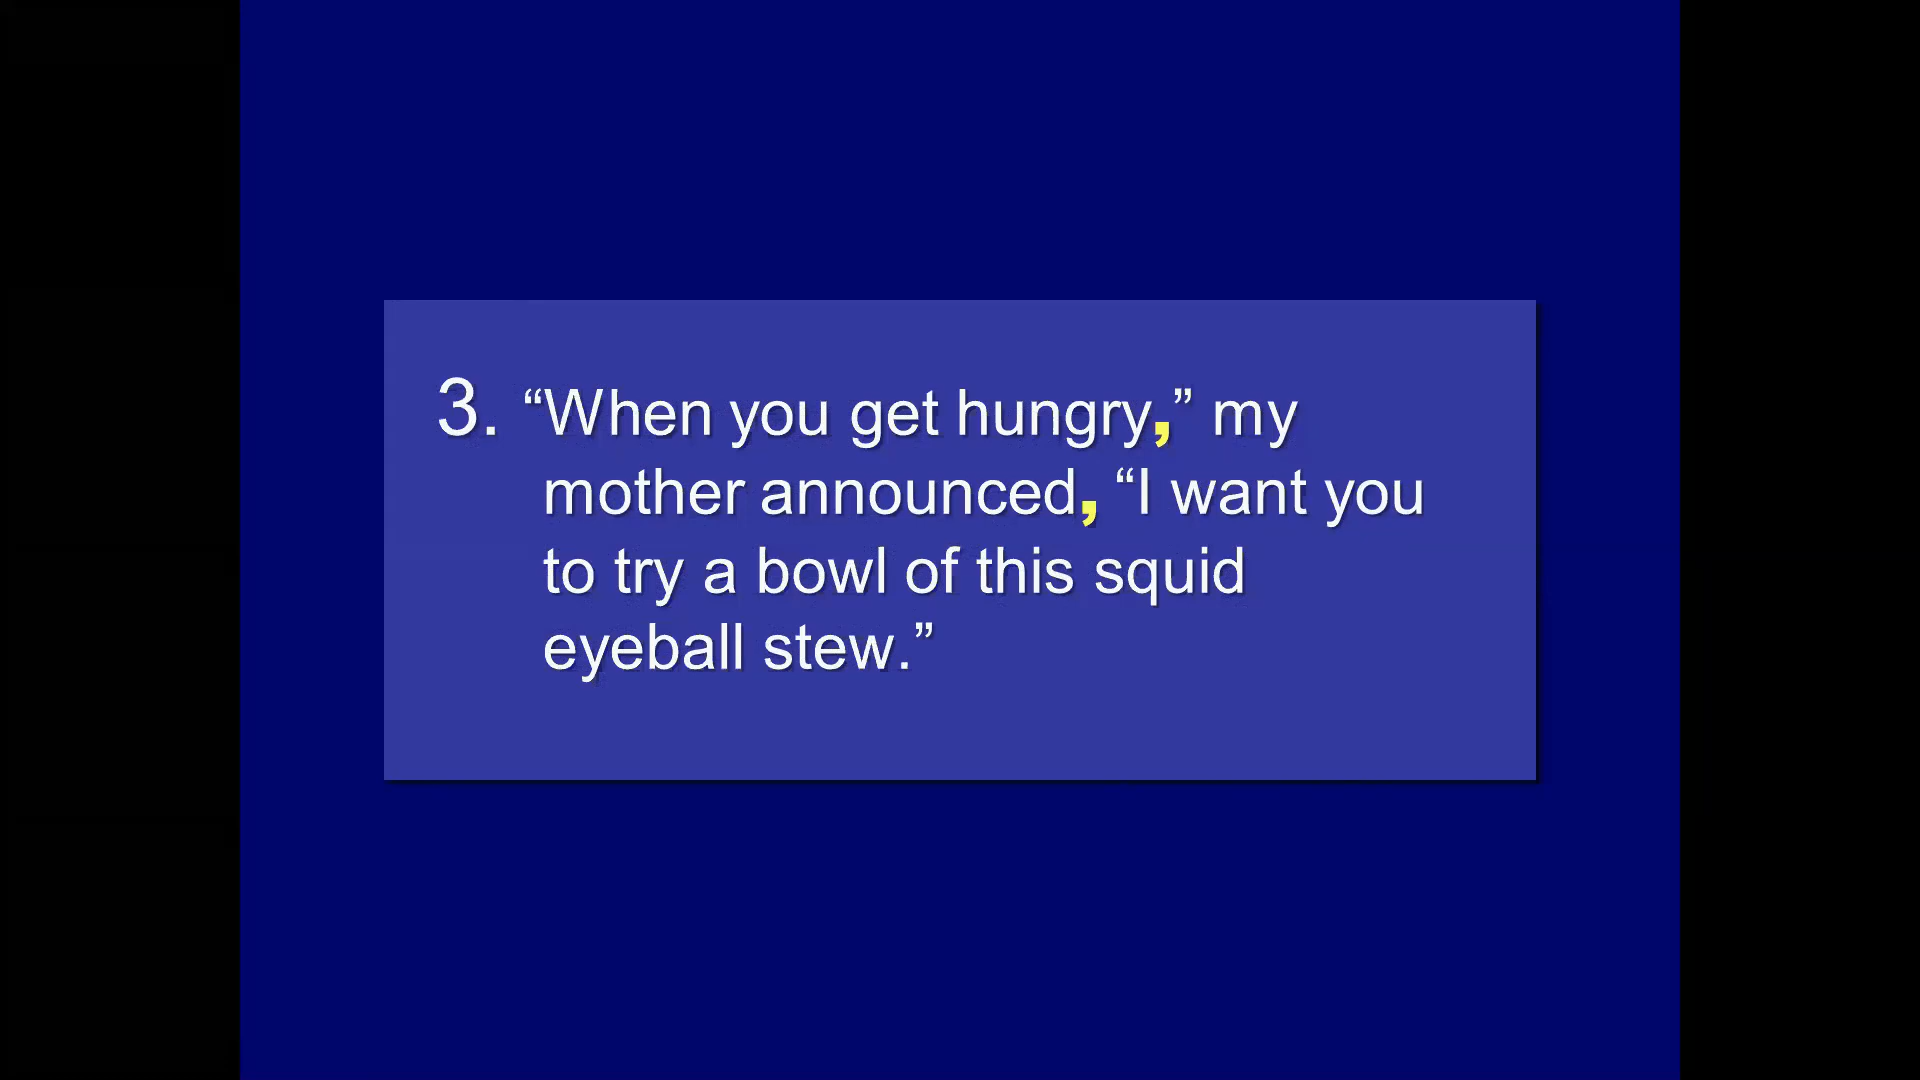 3. “When you get hungry,” my
mother announced, “I want you
to try a bowl of this squid
eyeball stew.”